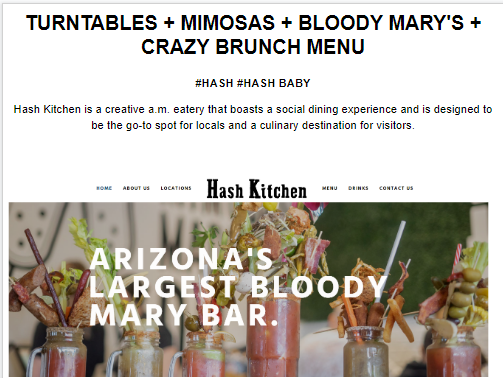 TURNTABLES + MIMOSAS + BLOODY MARY'S +
CRAZY BRUNCH MENU
#HASH #HASH BABY
Hash Kitchen is a creative a.m. eatery that boasts a social dining experience and is designed to
be the go-to spot for locals and a culinary destination for visitors.
HOME ABOUT US LOCATIONS Hash Kitchen MENU DRINKS CONTACT US
ARIZONA'S
LARGEST BLOODY
MARY BAR.